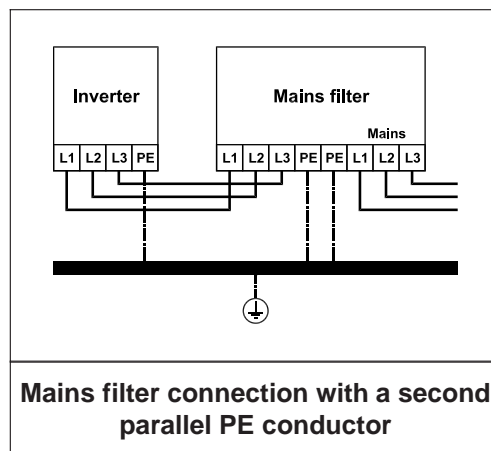 Inverter
Mains filter
Mains
L1 L2 L3 PE
L1 L2 L3 PE PE L1 L2 L3
Mains filter connection with a second
parallel PE conductor